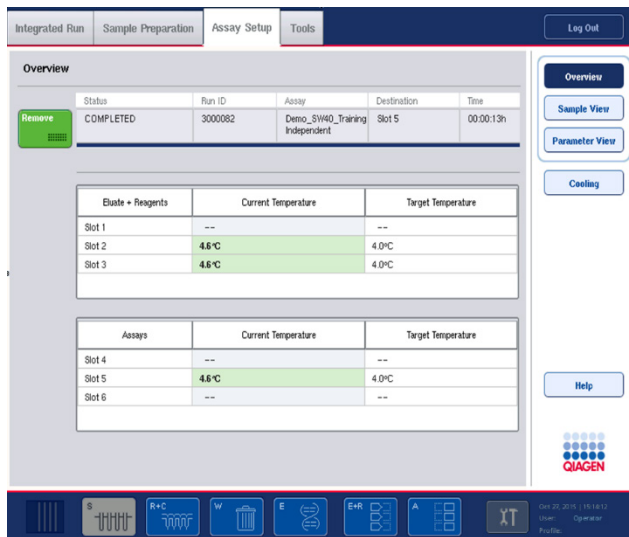 Integrated Run Sample Preparation Assay Setup Tools Log Out
Overview
Overview
Status Run ID Assay Destination Time
Sample View
Remove COMPLETED 3000082 Demo_SW40_Training Slot 5 00:00:13h
Independent
Parameter View
Cooling
Eluate + Reagents Current Temperature Target Temperature
Slot 1 -- --
Slot 2 4.6°C 4.0°C
Slot 3 4.6°C 4.0°C
Assays Current Temperature Target Temperature
Slot 4 -- --
Slot 5 4.6°C 4.0°C
Slot 6 -- --
Help
QIAGEN
S R+C W E E+R A
Oct 27, 2015 | 15:14:12
User: Operator
Profile: